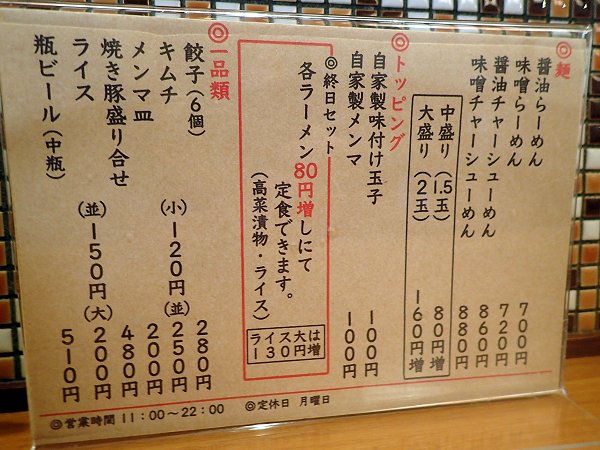 ◎麺
醤油らーめん 700円
味噌らーめん 720円
醤油チャーシューめん 860円
味噌チャーシューめん 880円
中盛り(1.5玉) 80円増
大盛り(2玉) 160円増
◎トッピング
自家製味付け玉子 100円
自家製メンマ 100円
◎終日セット
各ラーメン80円増しにて
定食できます。
(高菜漬物・ライス)
ライス大は
130円増
◎一品類
餃子(6個) 280円
キムチ (小)120円 (並)250円
メンマ皿 200円
焼き豚盛り合せ 480円
ライス (並)150円 (大)200円
瓶ビール(中瓶) 510円
◎営業時間 11:00〜22:00 ◎定休日 月曜日